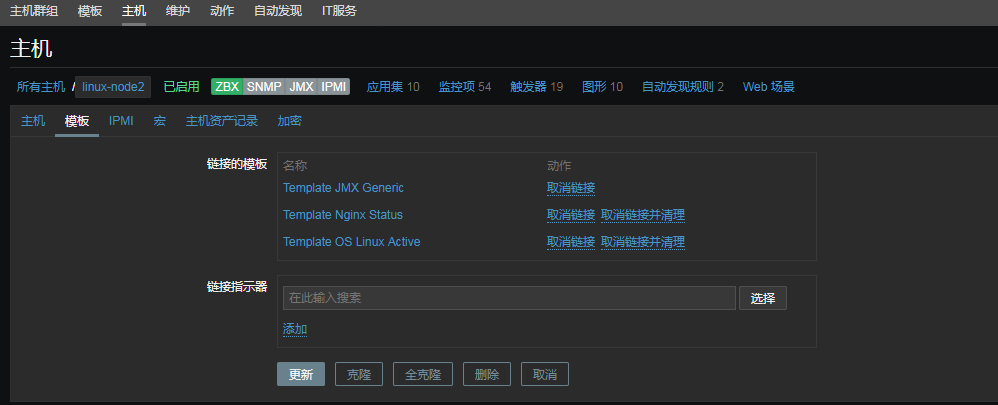 主机群组 模板 主机 维护 动作 自动发现 IT服务
主机
所有主机 / linux-node2 已启用 ZBX SNMP JMX IPMI 应用集 10 监控项 54 触发器 19 图形 10 自动发现规则 2 Web 场景
主机 模板 IPMI 宏 主机资产记录 加密
链接的模板 名称 动作
Template JMX Generic 取消链接
Template Nginx Status 取消链接 取消链接并清理
Template OS Linux Active 取消链接 取消链接并清理
链接指示器
在此输入搜索 选择
添加
更新 克隆 全克隆 删除 取消